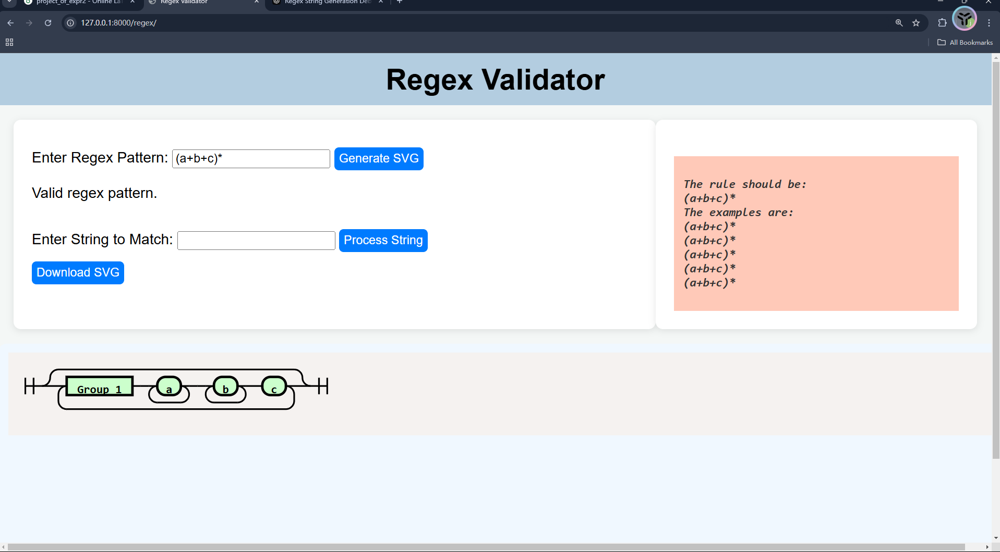 project_of_expr2 - Online La
Regex Validator
Regex String Generation Deb
127.0.0.1:8000/regex/
All Bookmarks
Regex Validator
Enter Regex Pattern: (a+b+c)* Generate SVG
Valid regex pattern.
Enter String to Match: Process String
Download SVG
The rule should be:
(a+b+c)*
The examples are:
(a+b+c)*
(a+b+c)*
(a+b+c)*
(a+b+c)*
(a+b+c)*
Group 1 a b c